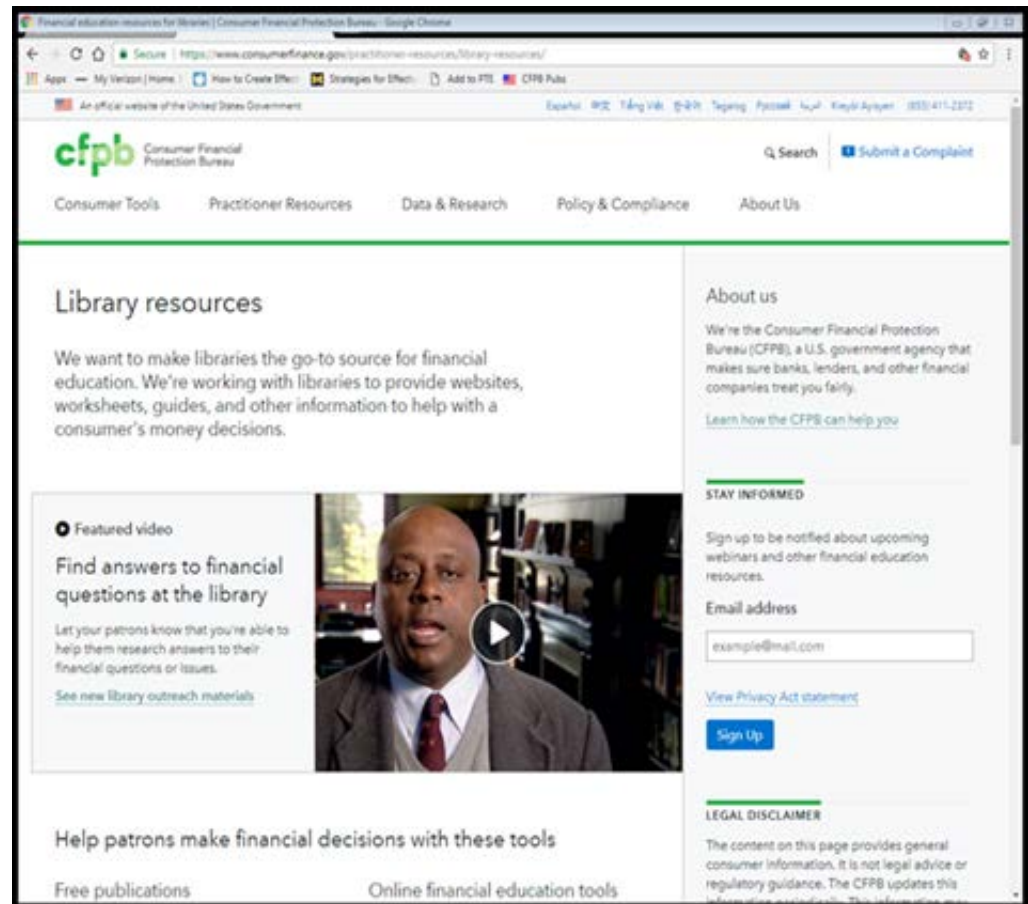 Financial education resources for libraries | Consumer Financial Protection Bureau - Google Chrome
Secure | https://www.consumerfinance.gov/practitioner-resources/library-resources/
Apps My Verizon | Home How to Create Effect Strategies for Effect Add to FTE CFPB Pubs
An official website of the United States Government
Español 中文 Tiếng Việt 한국어 Tagalog Русский العربية Kreyòl Ayisyen (855) 411-2372
cfpb Consumer Financial
Protection Bureau
Search Submit a Complaint
Consumer Tools Practitioner Resources Data & Research Policy & Compliance About Us
Library resources
We want to make libraries the go-to source for financial
education. We're working with libraries to provide websites,
worksheets, guides, and other information to help with a
consumer's money decisions.
Featured video
Find answers to financial
questions at the library
Let your patrons know that you're able to
help them research answers to their
financial questions or issues.
See new library outreach materials
Help patrons make financial decisions with these tools
Free publications Online financial education tools
About us
We're the Consumer Financial Protection
Bureau (CFPB), a U.S. government agency that
makes sure banks, lenders, and other financial
companies treat you fairly.
Learn how the CFPB can help you
STAY INFORMED
Sign up to be notified about upcoming
webinars and other financial education
resources.
Email address
example@mail.com
View Privacy Act statement
Sign Up
LEGAL DISCLAIMER
The content on this page provides general
consumer information. It is not legal advice or
regulatory guidance. The CFPB updates this
information periodically. This information may